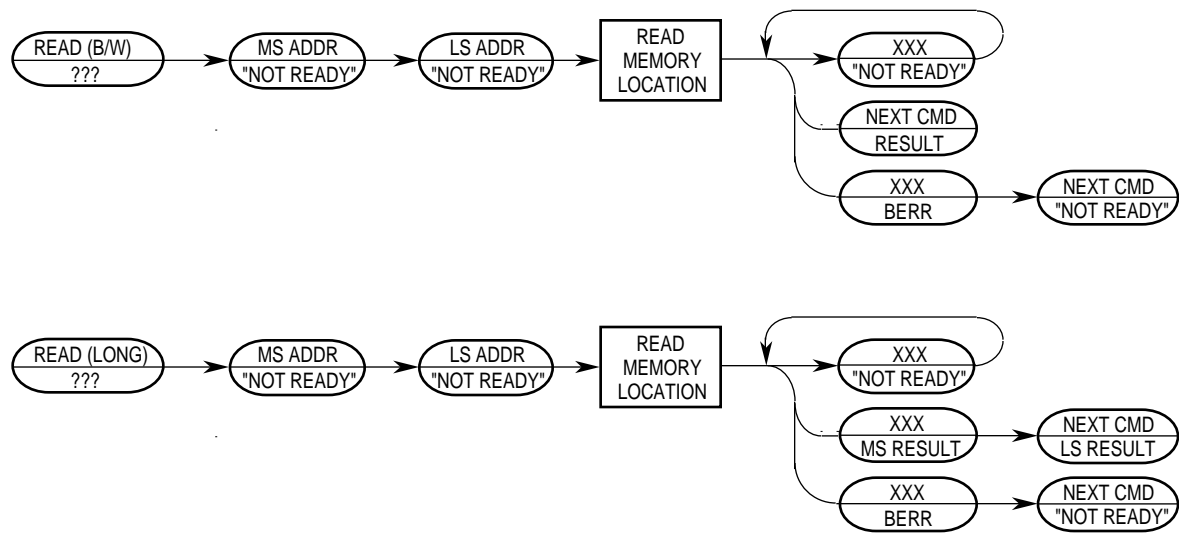 READ (B/W)
???
MS ADDR
"NOT READY"
LS ADDR
"NOT READY"
READ
MEMORY
LOCATION
XXX
"NOT READY"
NEXT CMD
RESULT
XXX
BERR
NEXT CMD
"NOT READY"
READ (LONG)
???
MS ADDR
"NOT READY"
LS ADDR
"NOT READY"
READ
MEMORY
LOCATION
XXX
"NOT READY"
XXX
MS RESULT
NEXT CMD
LS RESULT
XXX
BERR
NEXT CMD
"NOT READY"